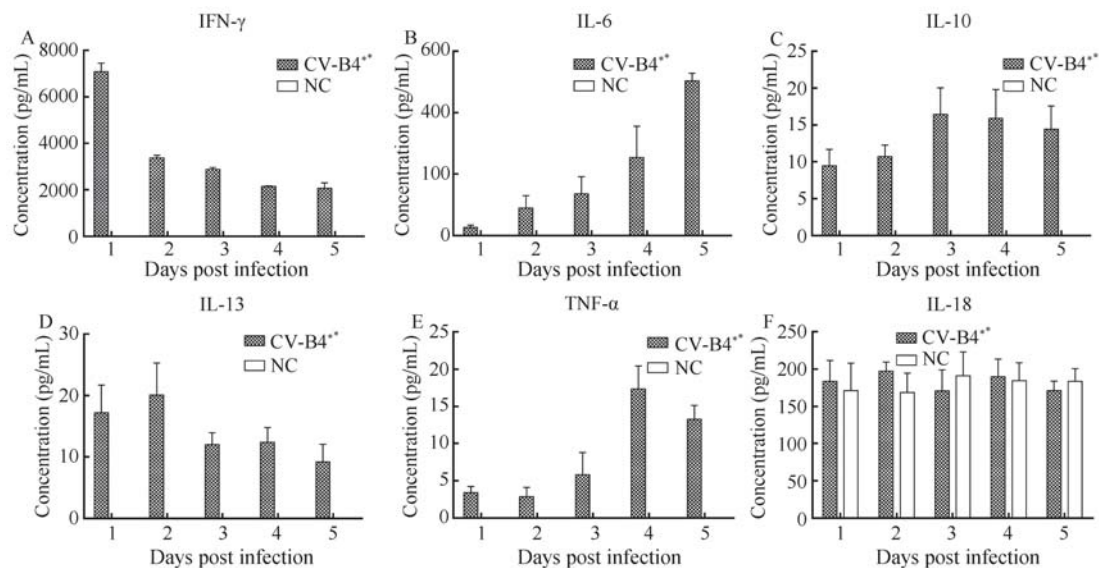 IFN-γ
A
Concentration (pg/mL)
8000
6000
4000
2000
0
CV-B4**
NC
1 2 3 4 5
Days post infection
IL-6
B
Concentration (pg/mL)
600
400
100
0
CV-B4**
NC
1 2 3 4 5
Days post infection
IL-10
C
Concentration (pg/mL)
25
20
15
10
5
0
CV-B4**
NC
1 2 3 4 5
Days post infection
IL-13
D
Concentration (pg/mL)
30
20
10
0
CV-B4**
NC
1 2 3 4 5
Days post infection
TNF-α
E
Concentration (pg/mL)
25
20
15
10
5
0
CV-B4**
NC
1 2 3 4 5
Days post infection
IL-18
F
Concentration (pg/mL)
250
200
150
100
50
0
CV-B4**
NC
1 2 3 4 5
Days post infection